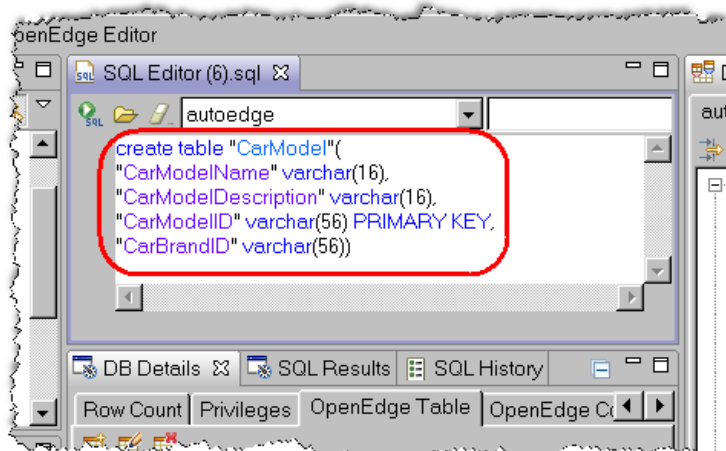 penEdge Editor
SQL Editor (6).sql
SQL autoedge
aut
create table "CarModel"(
"CarModelName" varchar(16),
"CarModelDescription" varchar(16),
"CarModelID" varchar(56) PRIMARY KEY,
"CarBrandID" varchar(56))
DB Details SQL Results SQL History
Row Count Privileges OpenEdge Table OpenEdge Co